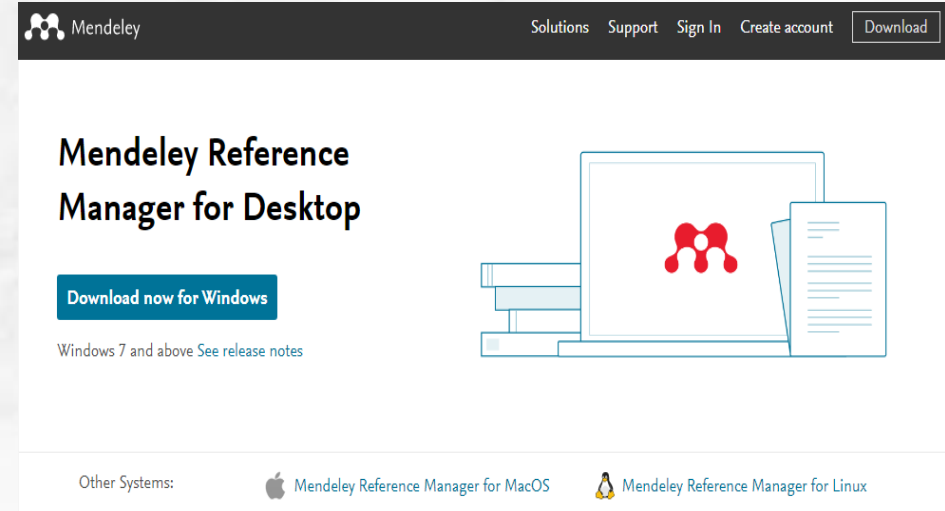 Mendeley
Solutions Support Sign In Create account Download
Mendeley Reference
Manager for Desktop
Download now for Windows
Windows 7 and above See release notes
Other Systems: Mendeley Reference Manager for MacOS Mendeley Reference Manager for Linux